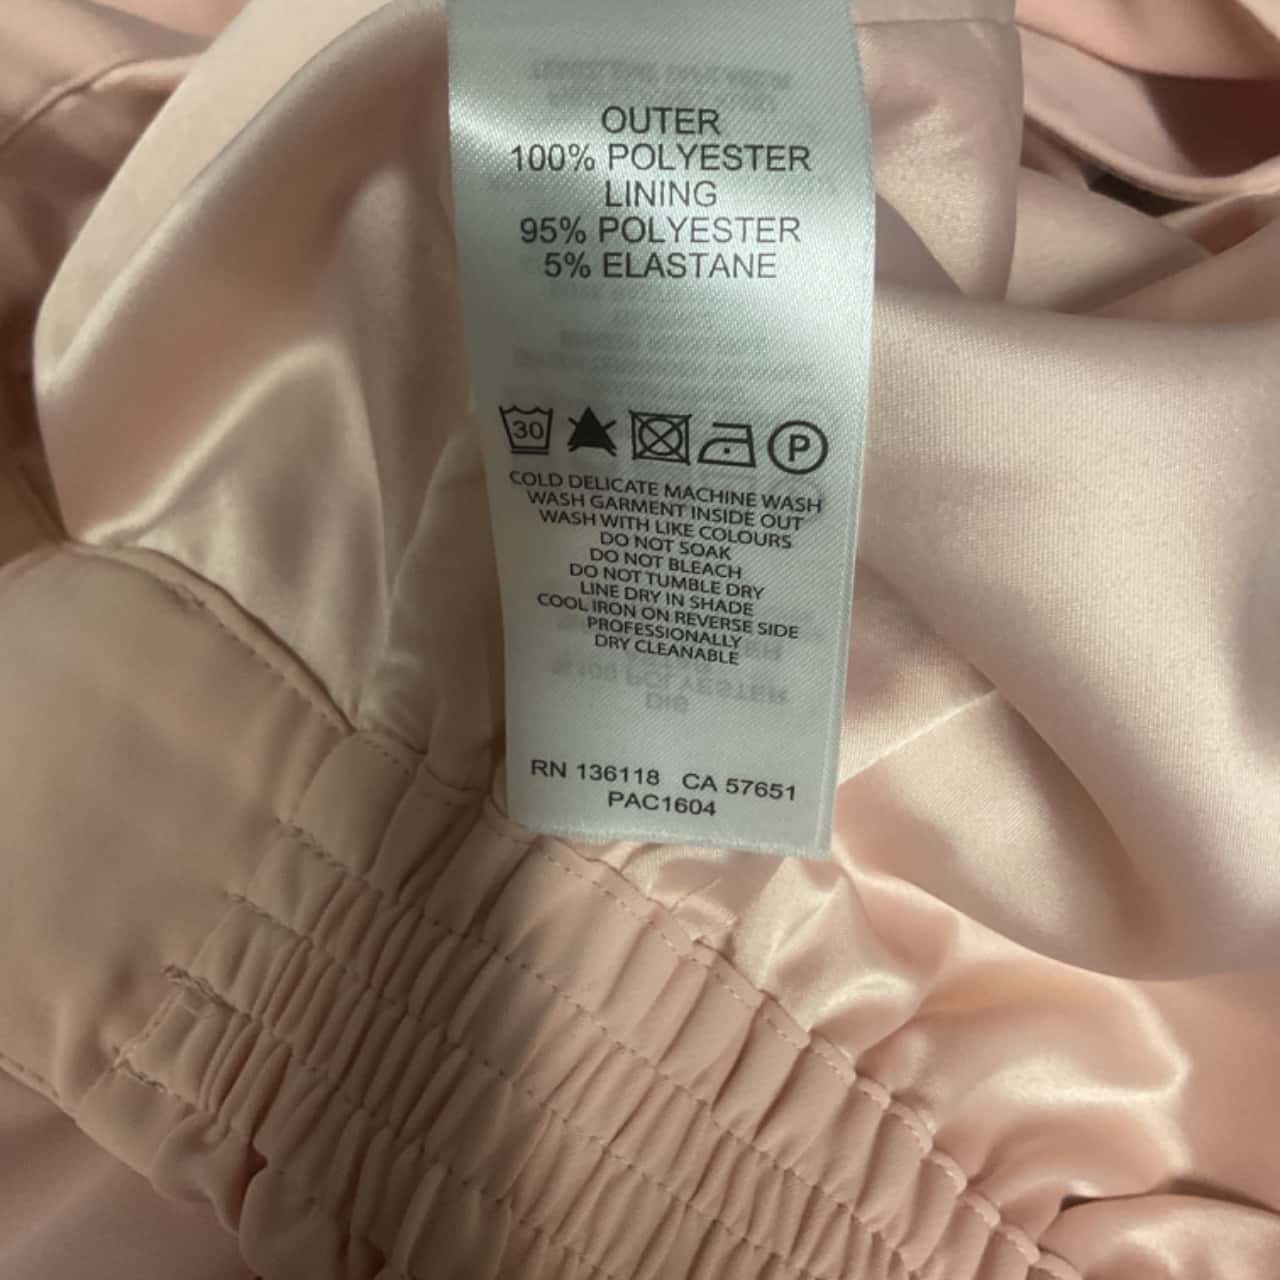 OUTER
100% POLYESTER
LINING
95% POLYESTER
5% ELASTANE
30 P
COLD DELICATE MACHINE WASH
WASH GARMENT INSIDE OUT
WASH WITH LIKE COLOURS
DO NOT SOAK
DO NOT BLEACH
DO NOT TUMBLE DRY
LINE DRY IN SHADE
COOL IRON ON REVERSE SIDE
PROFESSIONALLY
DRY CLEANABLE
RN 136118 CA 57651
PAC1604